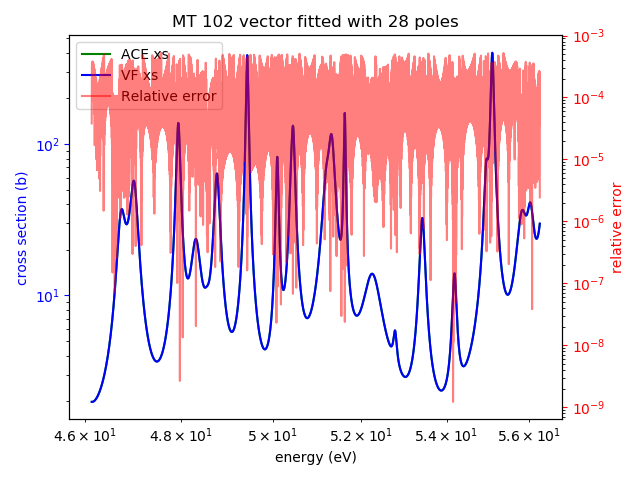 MT 102 vector fitted with 28 poles
ACE xs
VF xs
Relative error
cross section (b)
10²
10¹
relative error
10⁻³
10⁻⁴
10⁻⁵
10⁻⁶
10⁻⁷
10⁻⁸
10⁻⁹
4.6 × 10¹ 4.8 × 10¹ 5 × 10¹ 5.2 × 10¹ 5.4 × 10¹ 5.6 × 10¹
energy (eV)